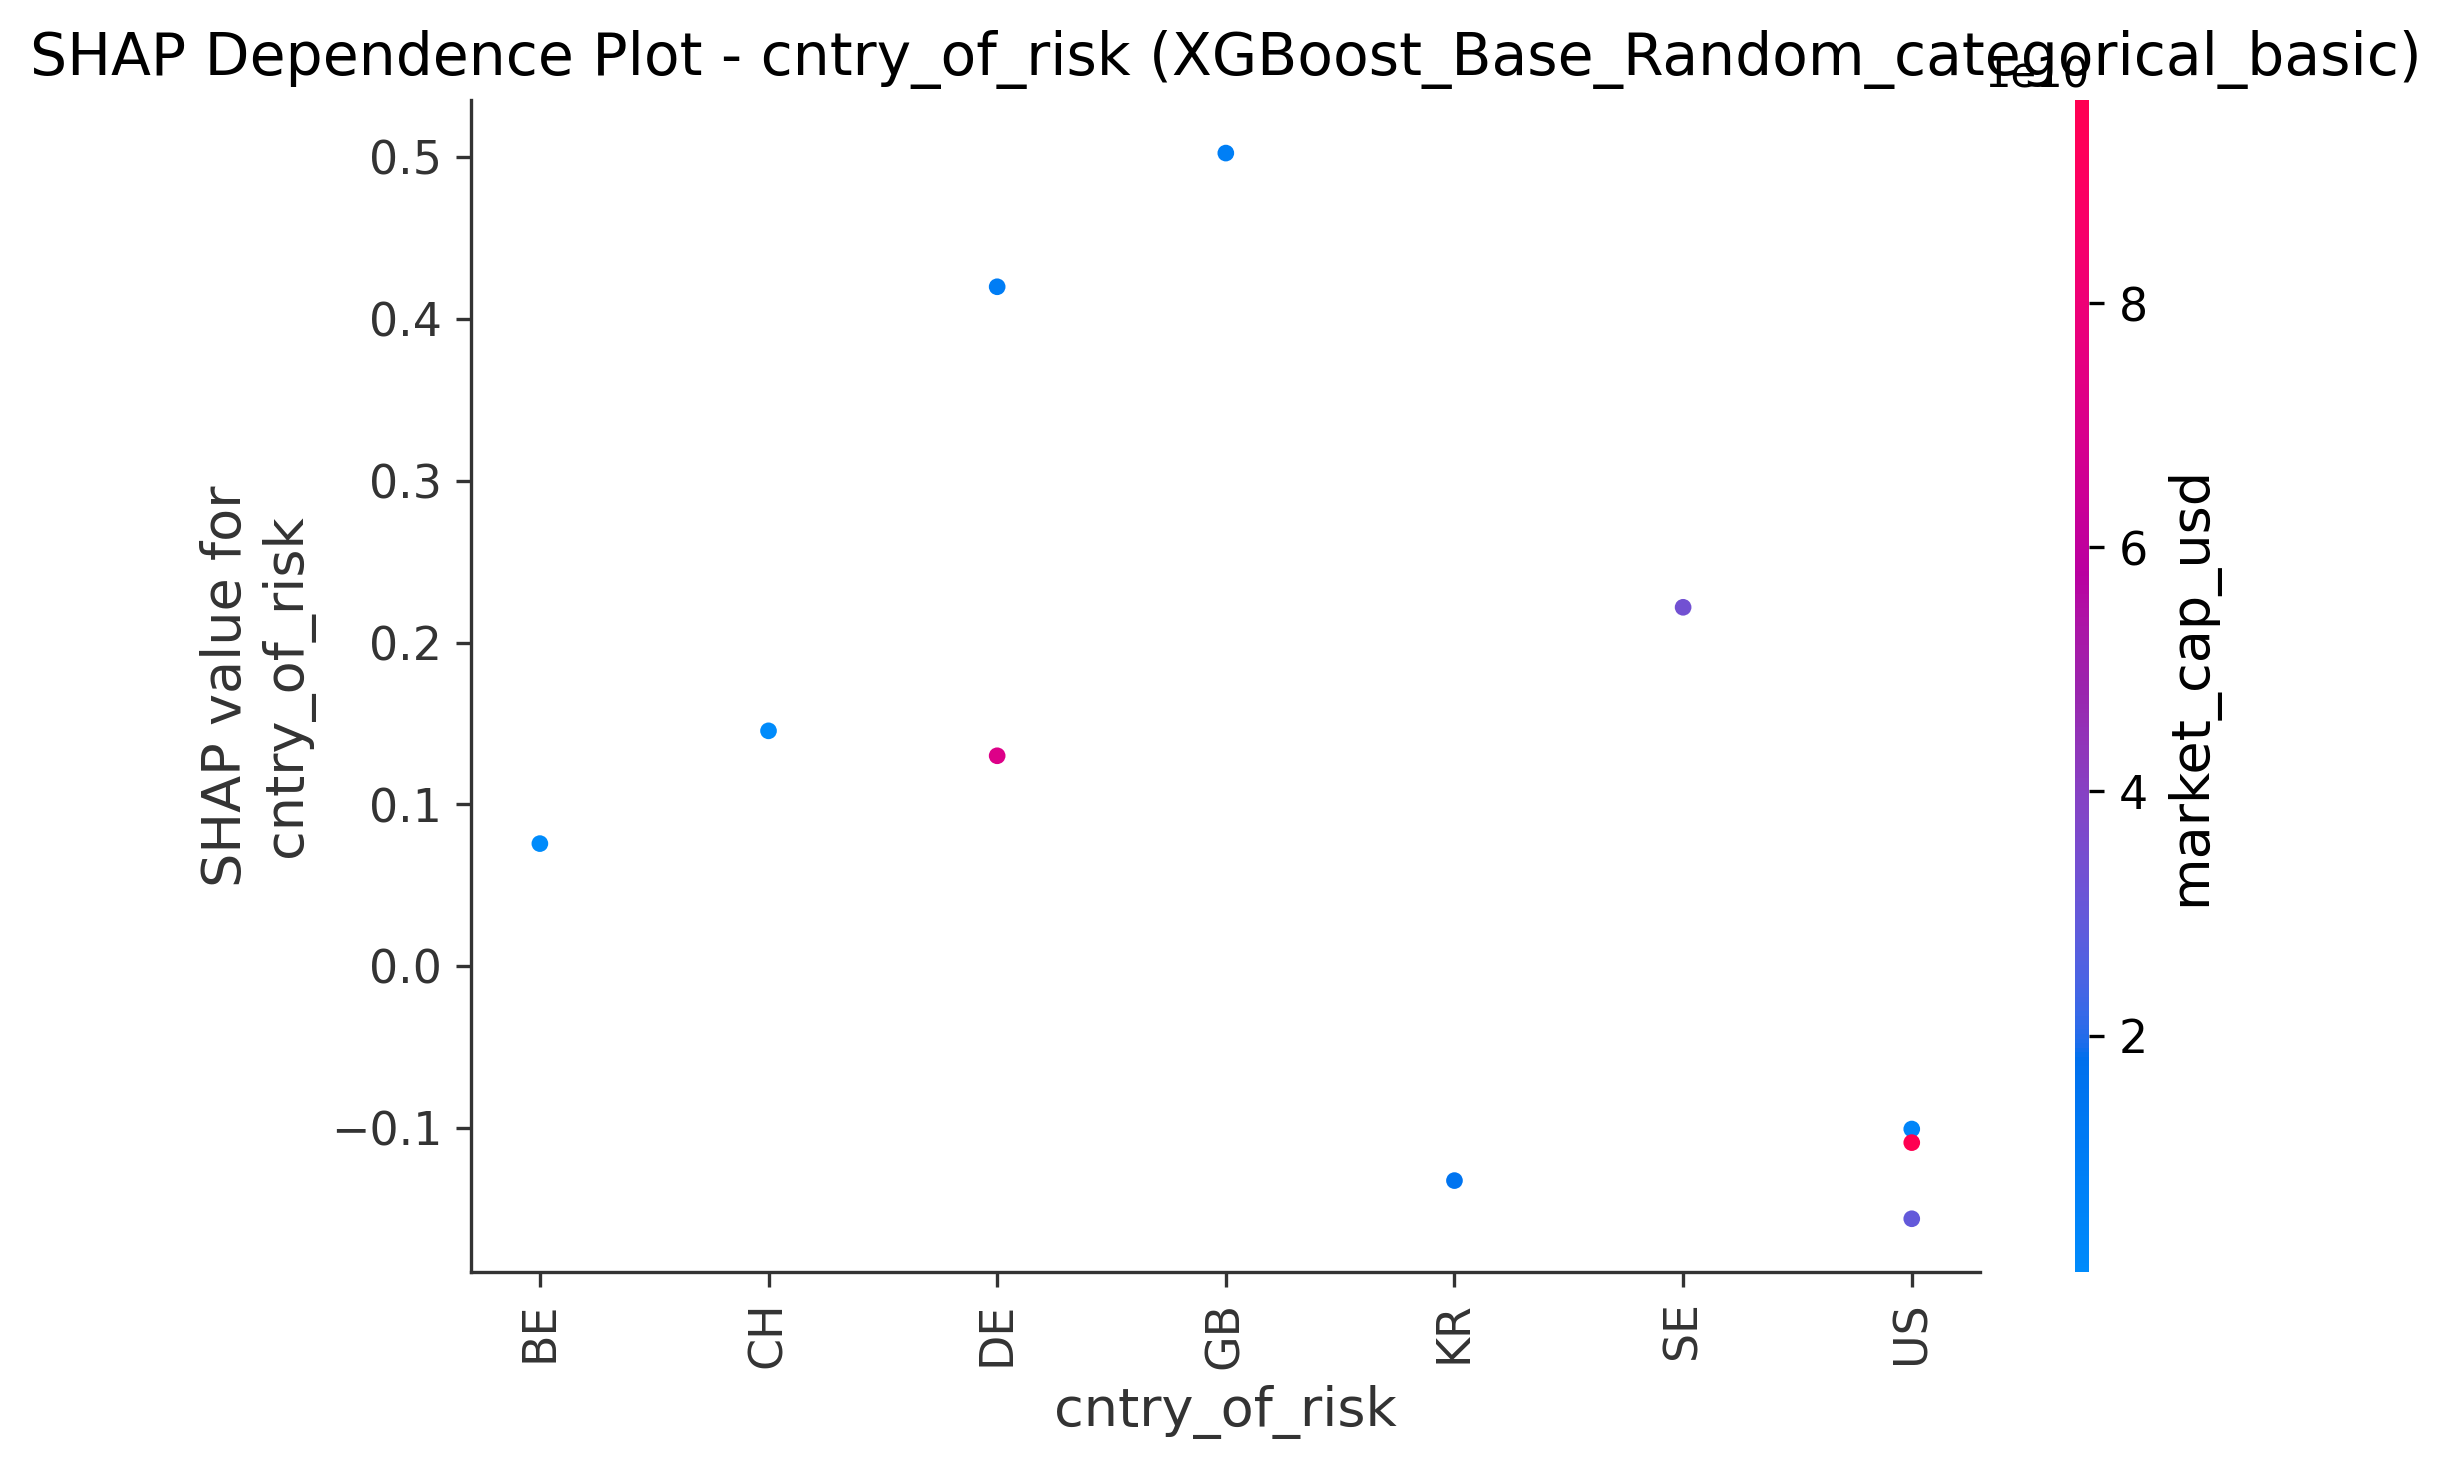 SHAP Dependence Plot - cntry_of_risk (XGBoost_Base_Random_categorical_basic)
1e10
0.5
0.4
0.3
0.2
0.1
0.0
−0.1
SHAP value for
cntry_of_risk
BE
CH
DE
GB
KR
SE
US
cntry_of_risk
8
6
4
2
market_cap_usd